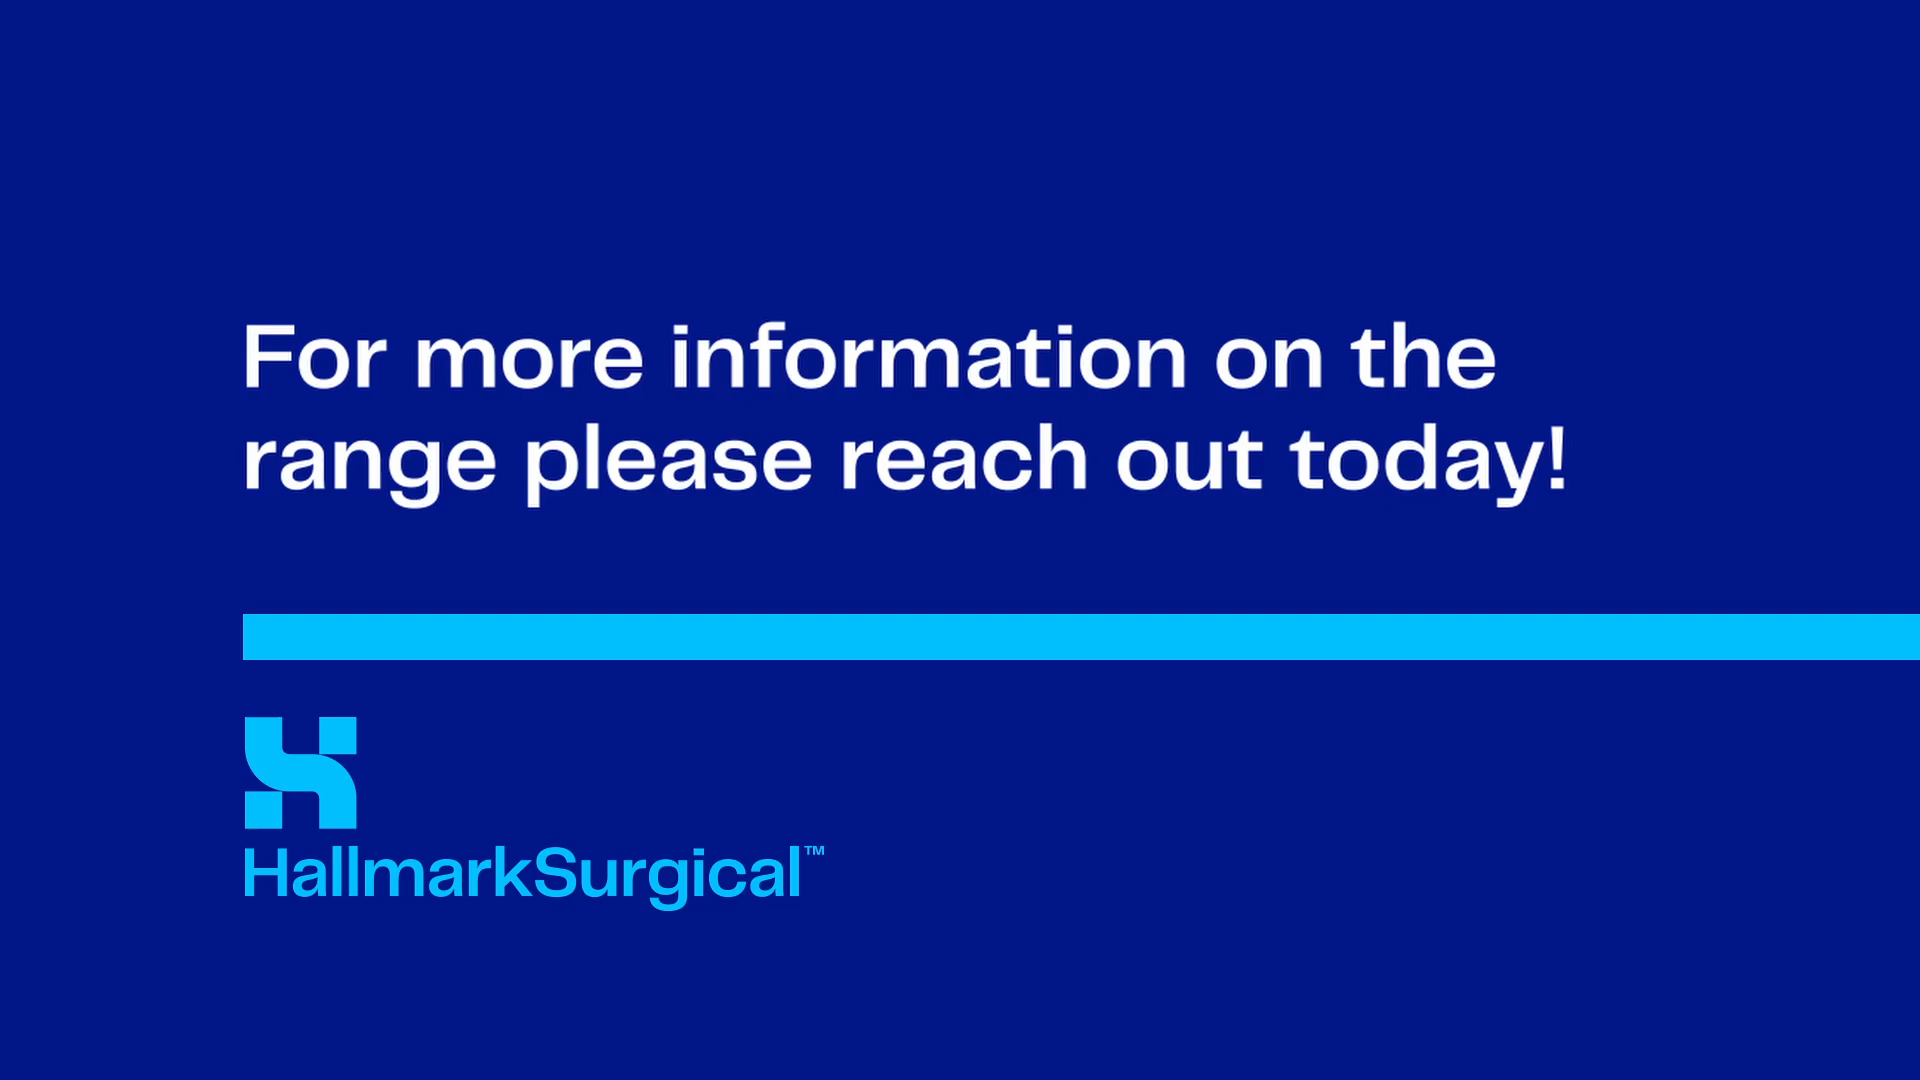 For more information on the
range please reach out today!
HallmarkSurgical™